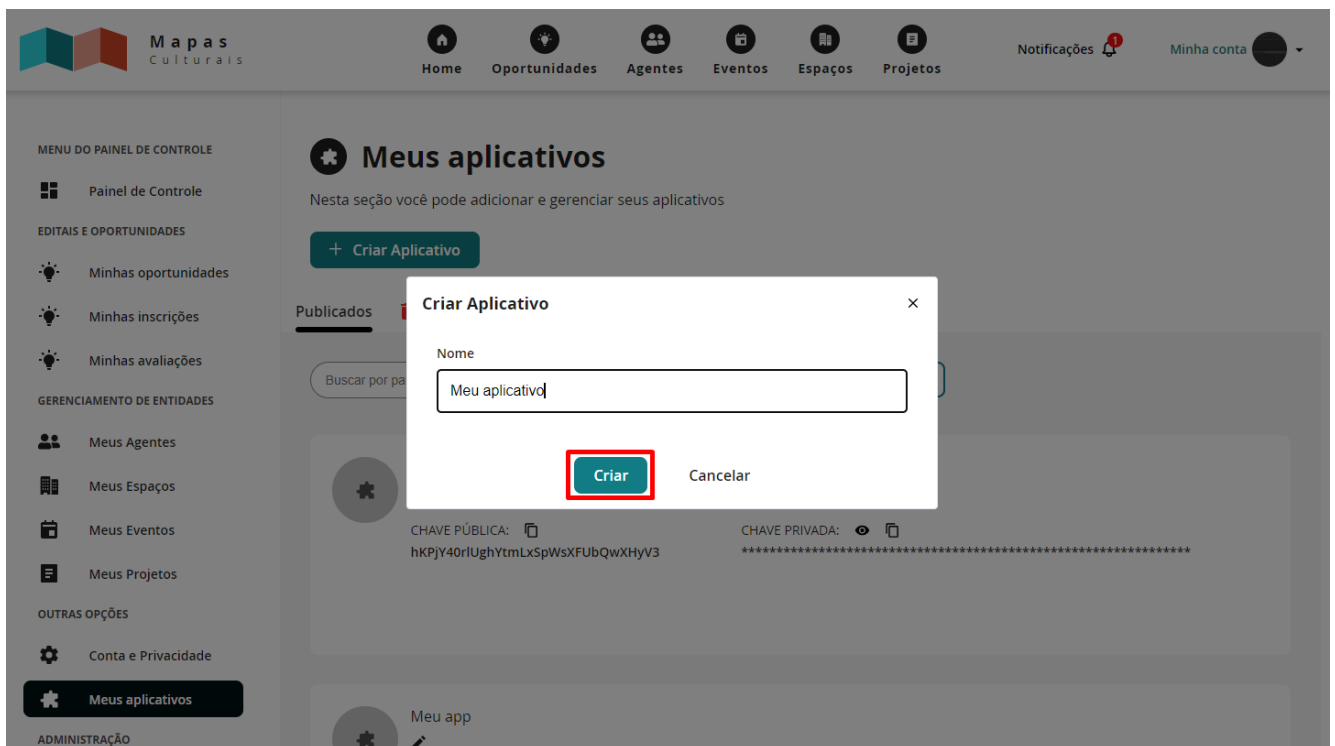 Mapas
Culturais
Home
Oportunidades
Agentes
Eventos
Espaços
Projetos
Notificações
1
Minha conta
MENU DO PAINEL DE CONTROLE
Painel de Controle
EDITAIS E OPORTUNIDADES
Minhas oportunidades
Minhas inscrições
Minhas avaliações
GERENCIAMENTO DE ENTIDADES
Meus Agentes
Meus Espaços
Meus Eventos
Meus Projetos
OUTRAS OPÇÕES
Conta e Privacidade
Meus aplicativos
ADMINISTRAÇÃO
Meus aplicativos
Nesta seção você pode adicionar e gerenciar seus aplicativos
+ Criar Aplicativo
Publicados
Buscar por pa
Criar Aplicativo
×
Nome
Meu aplicativo
Criar
Cancelar
CHAVE PÚBLICA:
hKPjY40rlUghYtmLxSpWsXFUbQwXHyV3
CHAVE PRIVADA:
****************************************************************
Meu app